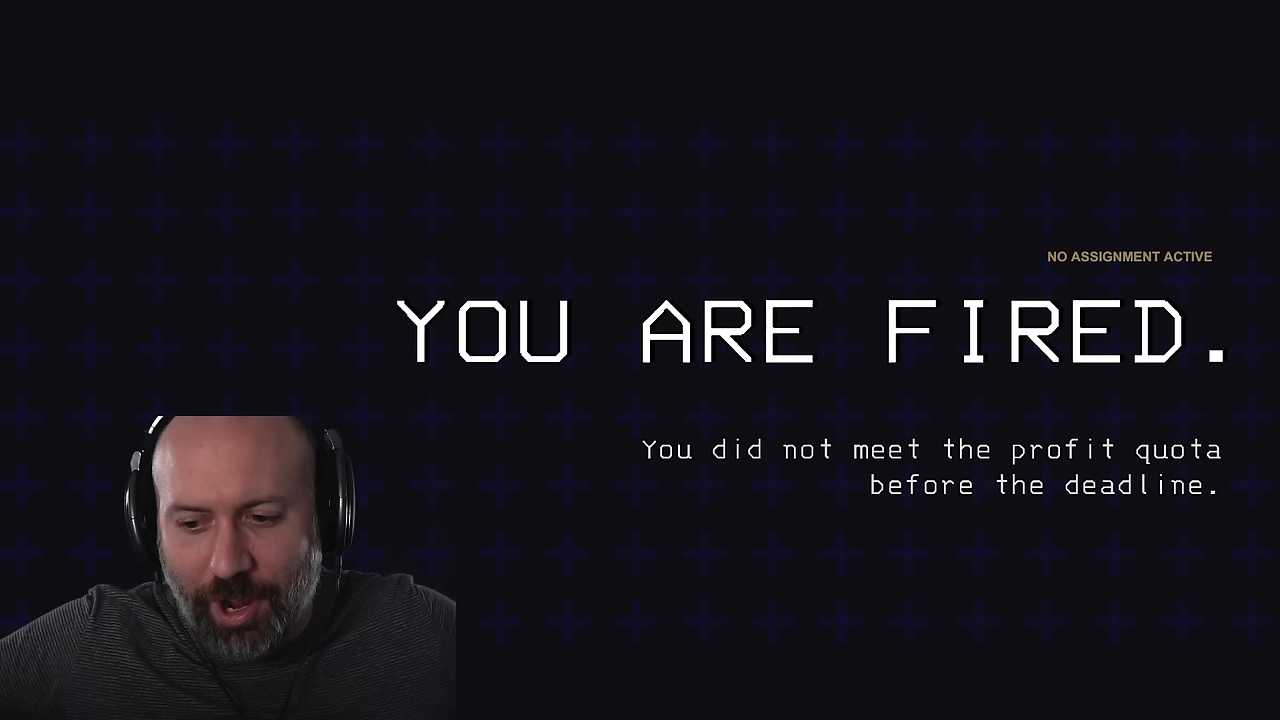 NO ASSIGNMENT ACTIVE
YOU ARE FIRED.
You did not meet the profit quota
before the deadline.